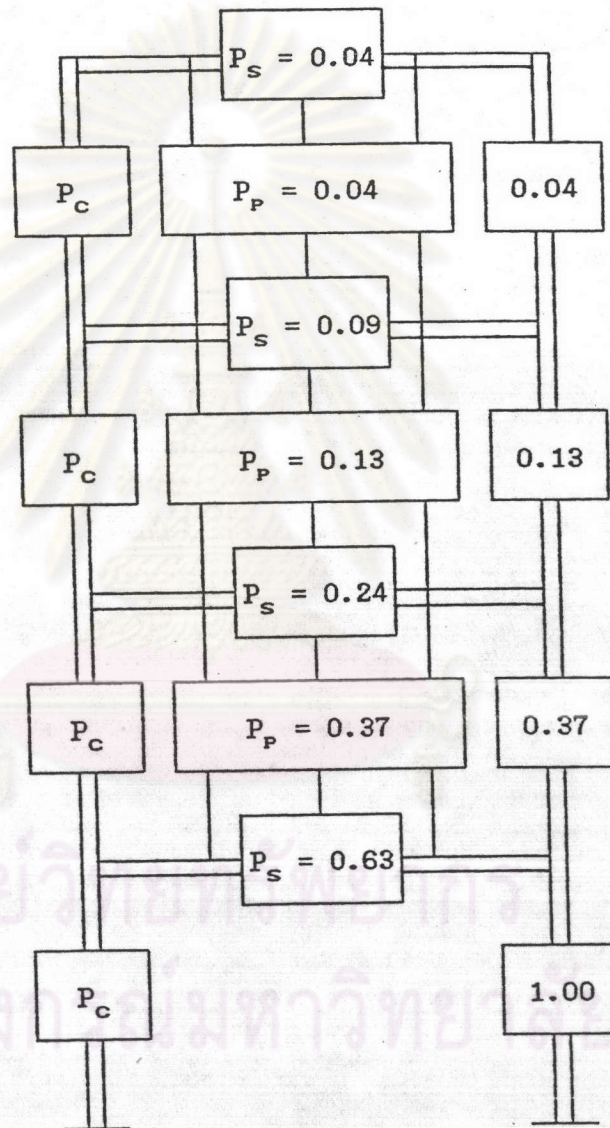 P_s = 0.04
P_c P_p = 0.04 0.04
P_s = 0.09
P_c P_p = 0.13 0.13
P_s = 0.24
P_c P_p = 0.37 0.37
P_s = 0.63
P_c 1.00